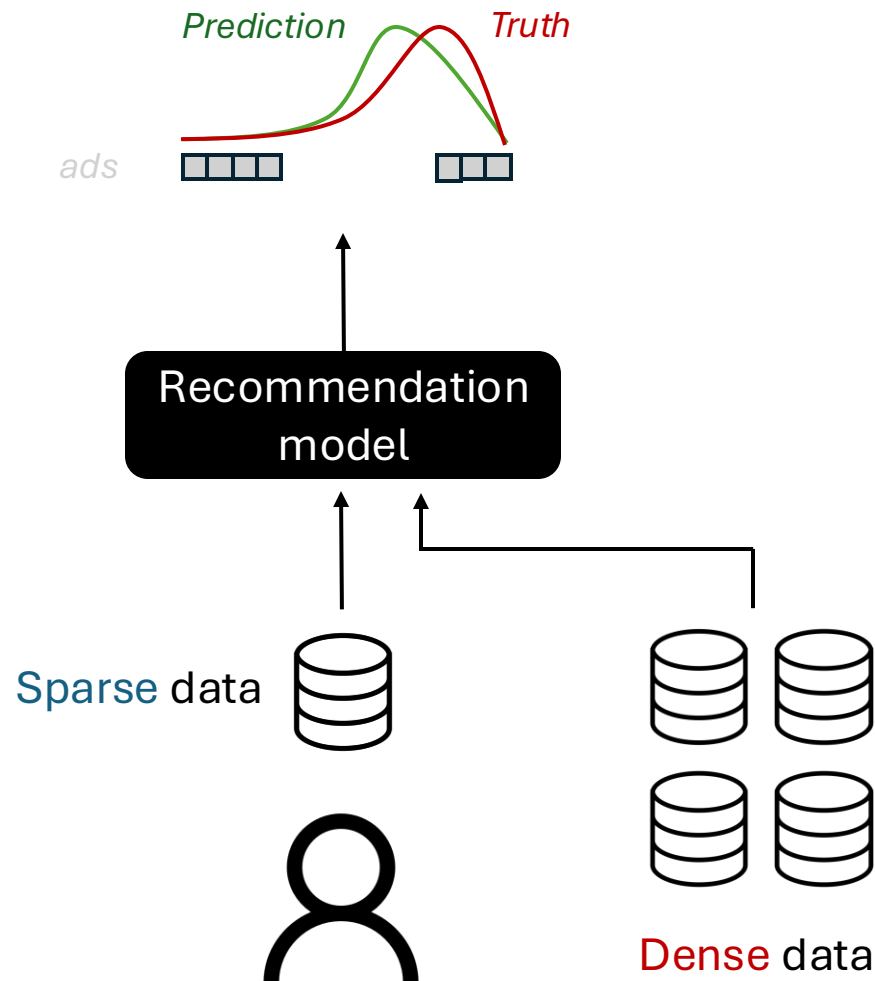 Prediction
Truth
ads
Recommendation
model
Sparse data
Dense data